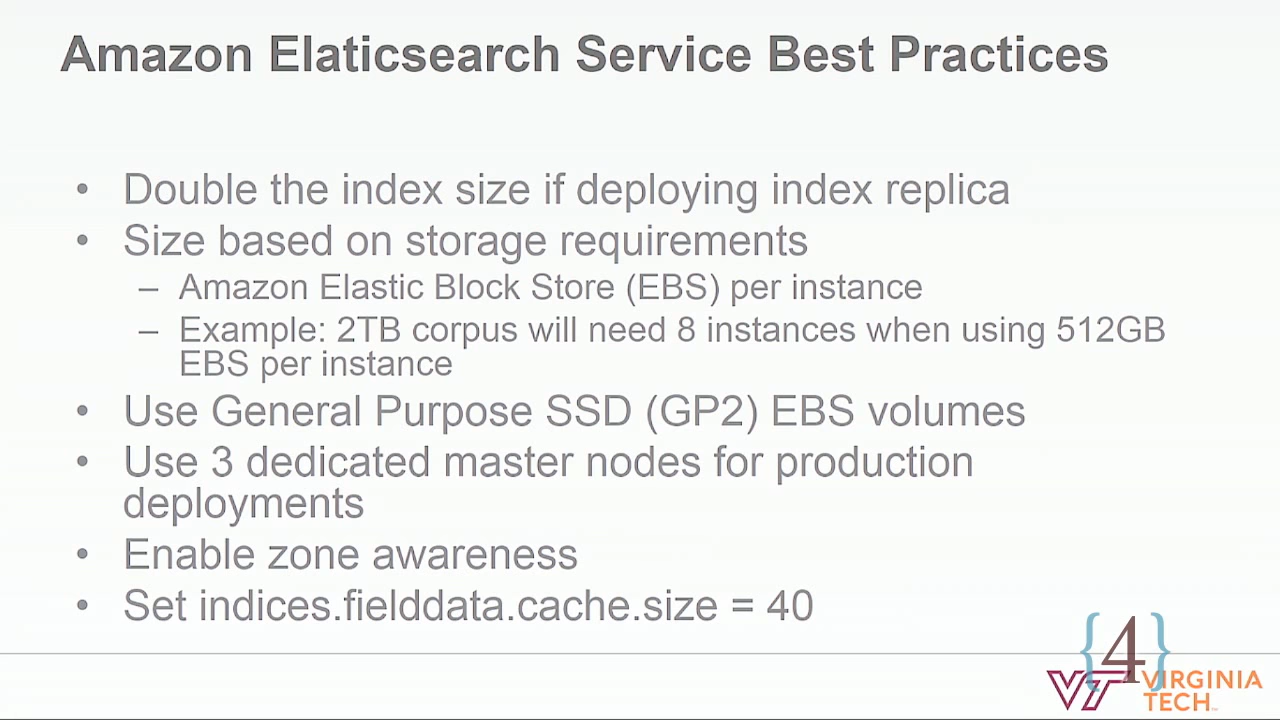 Amazon Elaticsearch Service Best Practices
• Double the index size if deploying index replica
• Size based on storage requirements
– Amazon Elastic Block Store (EBS) per instance
– Example: 2TB corpus will need 8 instances when using 512GB
EBS per instance
• Use General Purpose SSD (GP2) EBS volumes
• Use 3 dedicated master nodes for production
deployments
• Enable zone awareness
• Set indices.fielddata.cache.size = 40
{4}
VT VIRGINIA
TECH